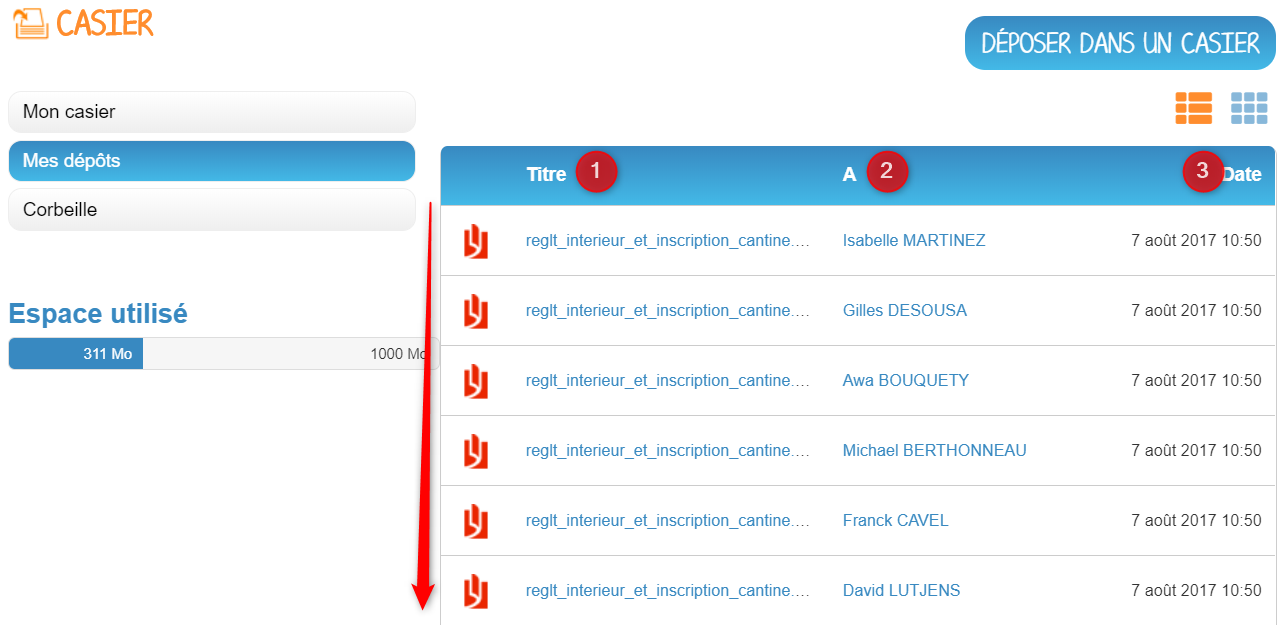 CASIER
DÉPOSER DANS UN CASIER
Mon casier
Mes dépôts
Corbeille
Espace utilisé
311 Mo 1000 Mo
Titre 1 A 2 3 Date
reglt_interieur_et_inscription_cantine.... Isabelle MARTINEZ 7 août 2017 10:50
reglt_interieur_et_inscription_cantine.... Gilles DESOUSA 7 août 2017 10:50
reglt_interieur_et_inscription_cantine.... Awa BOUQUETY 7 août 2017 10:50
reglt_interieur_et_inscription_cantine.... Michael BERTHONNEAU 7 août 2017 10:50
reglt_interieur_et_inscription_cantine.... Franck CAVEL 7 août 2017 10:50
reglt_interieur_et_inscription_cantine.... David LUTJENS 7 août 2017 10:50